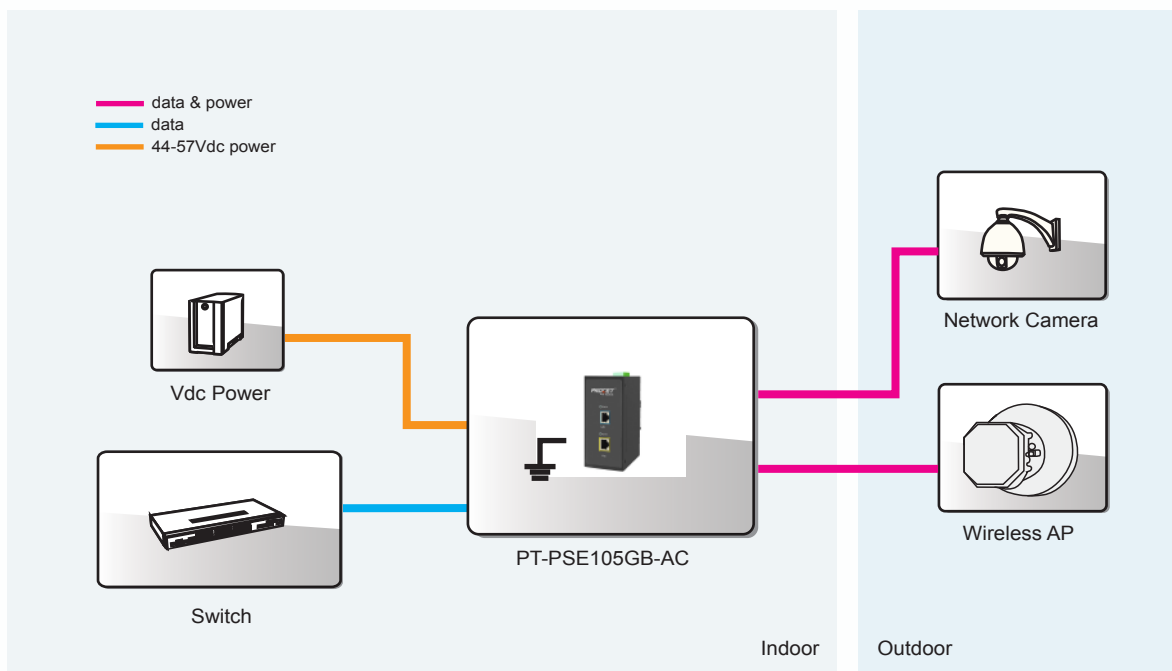 data & power
data
44-57Vdc power
Network Camera
Vdc Power
Wireless AP
PT-PSE105GB-AC
Switch
Indoor
Outdoor